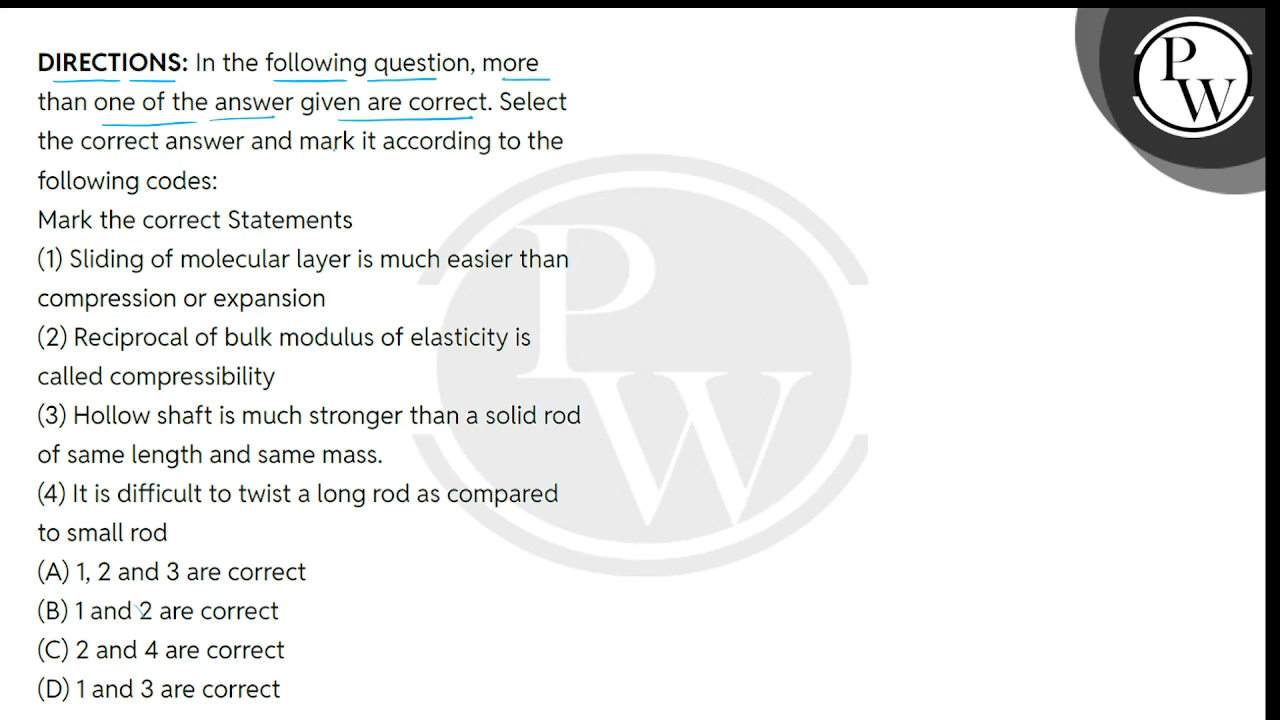 DIRECTIONS: In the following question, more
than one of the answer given are correct. Select
the correct answer and mark it according to the
following codes:
Mark the correct Statements
(1) Sliding of molecular layer is much easier than
compression or expansion
(2) Reciprocal of bulk modulus of elasticity is
called compressibility
(3) Hollow shaft is much stronger than a solid rod
of same length and same mass.
(4) It is difficult to twist a long rod as compared
to small rod
(A) 1, 2 and 3 are correct
(B) 1 and 2 are correct
(C) 2 and 4 are correct
(D) 1 and 3 are correct
P
W
P
W